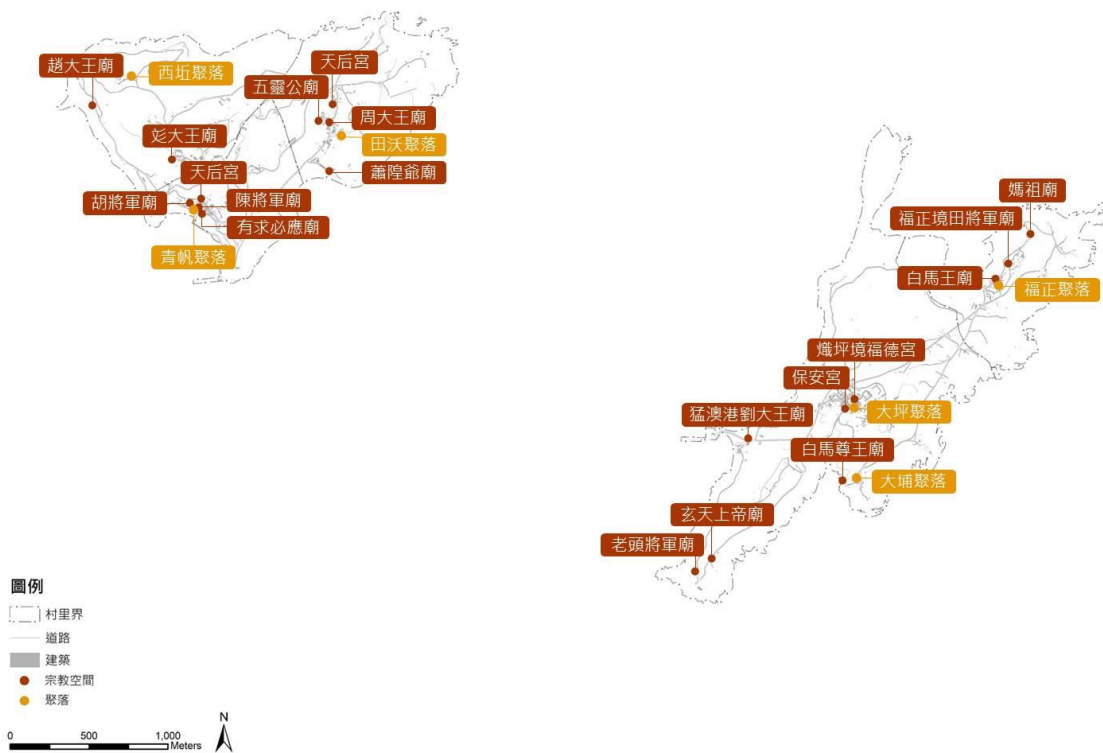 趙大王廟
西坵聚落
天后宮
五靈公廟
周大王廟
田沃聚落
彣大王廟
天后宮
蕭隍爺廟
胡將軍廟
陳將軍廟
有求必應廟
青帆聚落
媽祖廟
福正境田將軍廟
白馬王廟
福正聚落
熾坪境福德宮
保安宮
猛澳港劉大王廟
大坪聚落
白馬尊王廟
大埔聚落
玄天上帝廟
老頭將軍廟
圖例
村里界
道路
建築
宗教空間
聚落
N
0 500 1,000
Meters